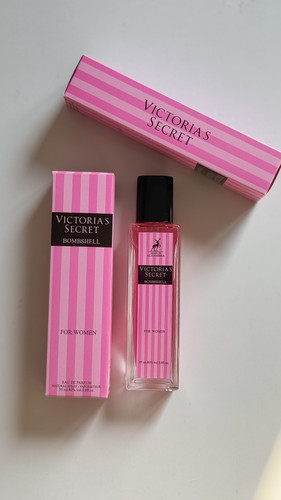 VICTORIA'S
SECRET
VICTORIA'S
SECRET
BOMBSHELL
FOR WOMEN
EAU DE PARFUM
VICTORIA'S
SECRET
BOMBSHELL
FOR WOMEN